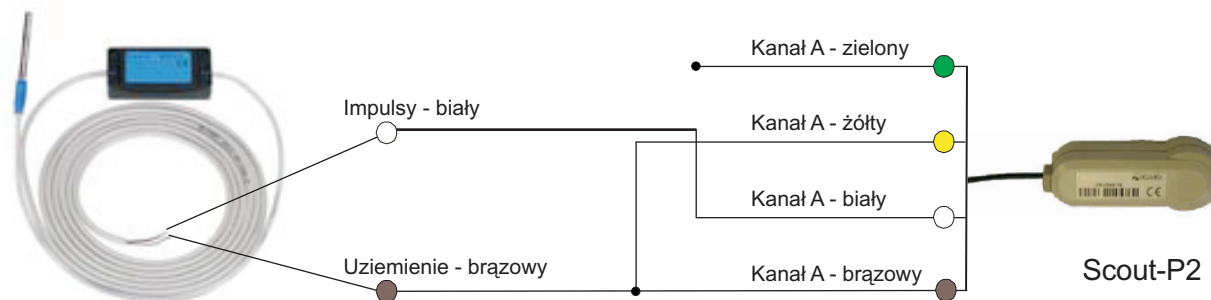 Kanał A - zielony
Impulsy - biały
Kanał A - żółty
Kanał A - biały
Uziemienie - brązowy
Kanał A - brązowy
Scout-P2